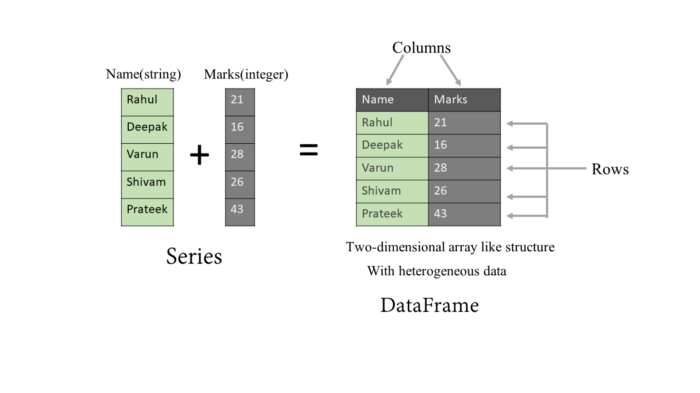 Columns
Name(string) Marks(integer)
Rahul
Deepak
Varun
Shivam
Prateek
+
21
16
28
26
43
=
Name Marks
Rahul 21
Deepak 16
Varun 28
Shivam 26
Prateek 43
Rows
Series
Two-dimensional array like structure
With heterogeneous data
DataFrame